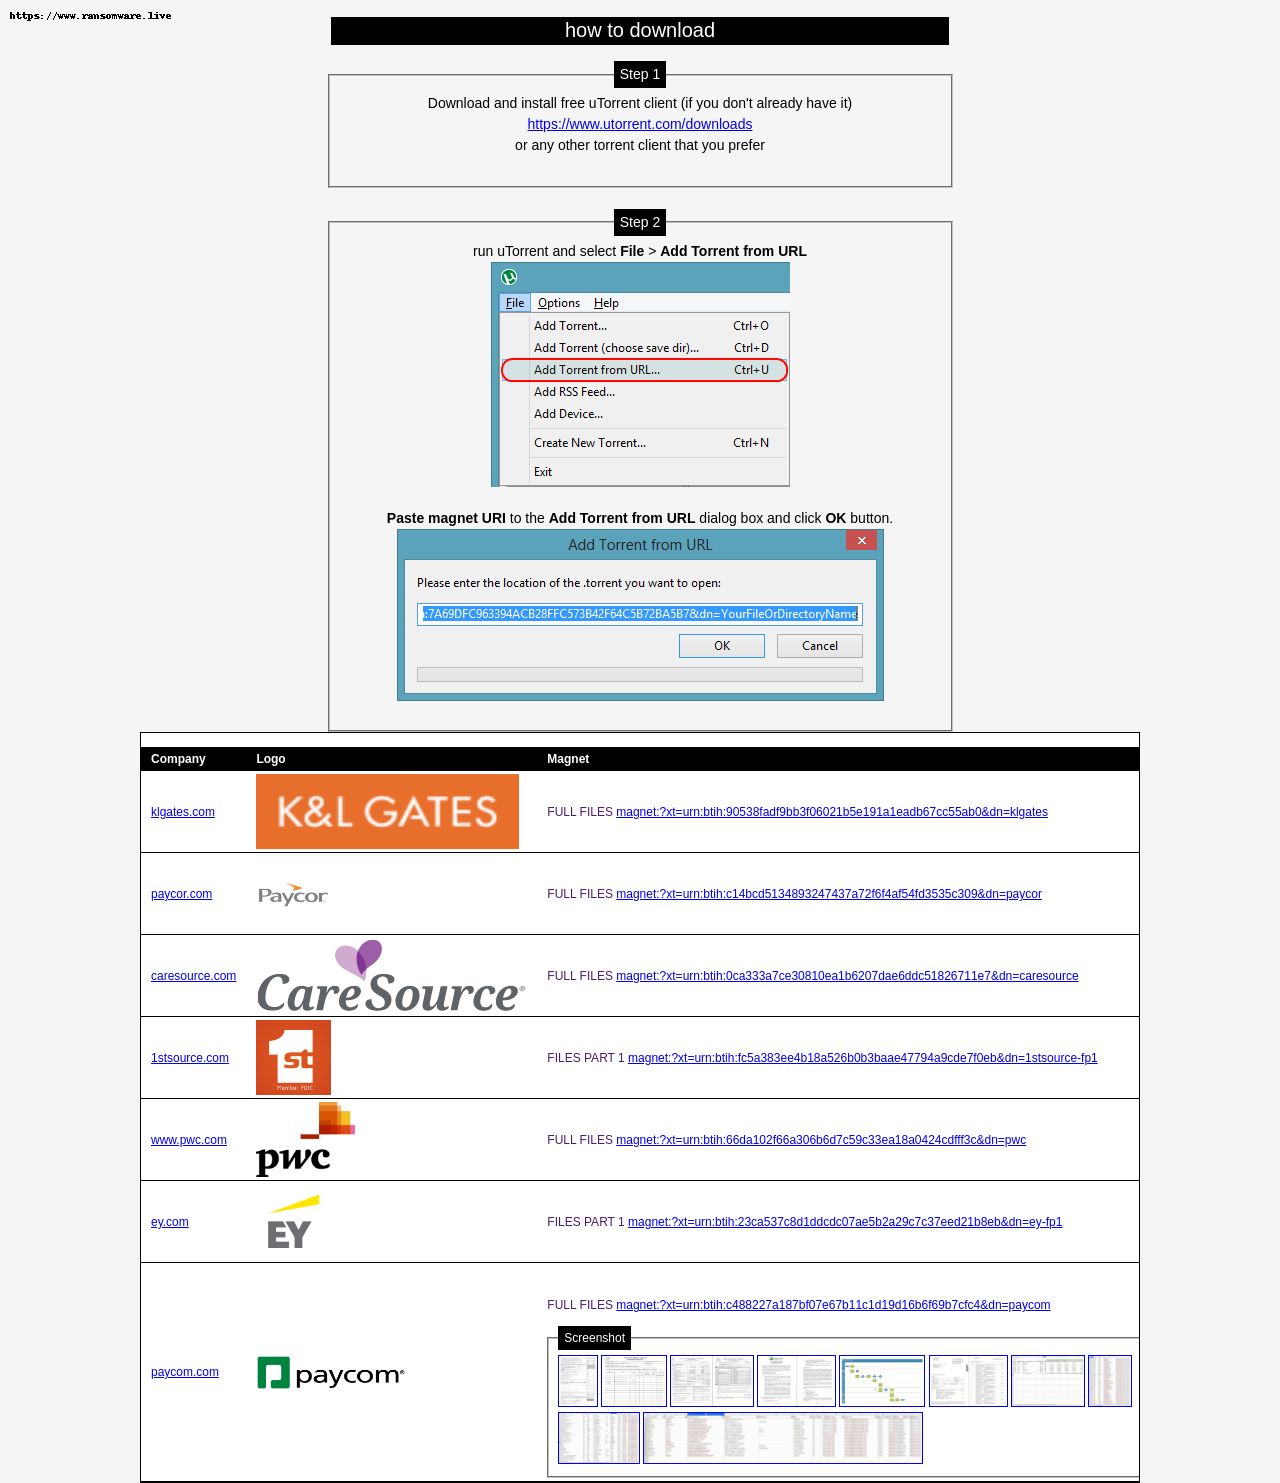 https://www.ransomware.live
how to download
Step 1
Download and install free uTorrent client (if you don't already have it)
https://www.utorrent.com/downloads
or any other torrent client that you prefer
Step 2
run uTorrent and select File > Add Torrent from URL
File Options Help
Add Torrent... Ctrl+O
Add Torrent (choose save dir)... Ctrl+D
Add Torrent from URL... Ctrl+U
Add RSS Feed...
Add Device...
Create New Torrent... Ctrl+N
Exit
Paste magnet URI to the Add Torrent from URL dialog box and click OK button.
Add Torrent from URL
Please enter the location of the .torrent you want to open:
:7A69DFC963394ACB28FFC573B42F64C5B72BA5B7&dn=YourFileOrDirectoryName
OK Cancel
Company Logo Magnet
klgates.com K&L GATES FULL FILES magnet:?xt=urn:btih:90538fadf9bb3f06021b5e191a1eadb67cc55ab0&dn=klgates
paycor.com Paycor FULL FILES magnet:?xt=urn:btih:c14bcd5134893247437a72f6f4af54fd3535c309&dn=paycor
caresource.com CareSource® FULL FILES magnet:?xt=urn:btih:0ca333a7ce30810ea1b6207dae6ddc51826711e7&dn=caresource
1stsource.com 1st Member FDIC FILES PART 1 magnet:?xt=urn:btih:fc5a383ee4b18a526b0b3baae47794a9cde7f0eb&dn=1stsource-fp1
www.pwc.com pwc FULL FILES magnet:?xt=urn:btih:66da102f66a306b6d7c59c33ea18a0424cdfff3c&dn=pwc
ey.com EY FILES PART 1 magnet:?xt=urn:btih:23ca537c8d1ddcdc07ae5b2a29c7c37eed21b8eb&dn=ey-fp1
FULL FILES magnet:?xt=urn:btih:c488227a187bf07e67b11c1d19d16b6f69b7cfc4&dn=paycom
Screenshot
paycom.com paycom®